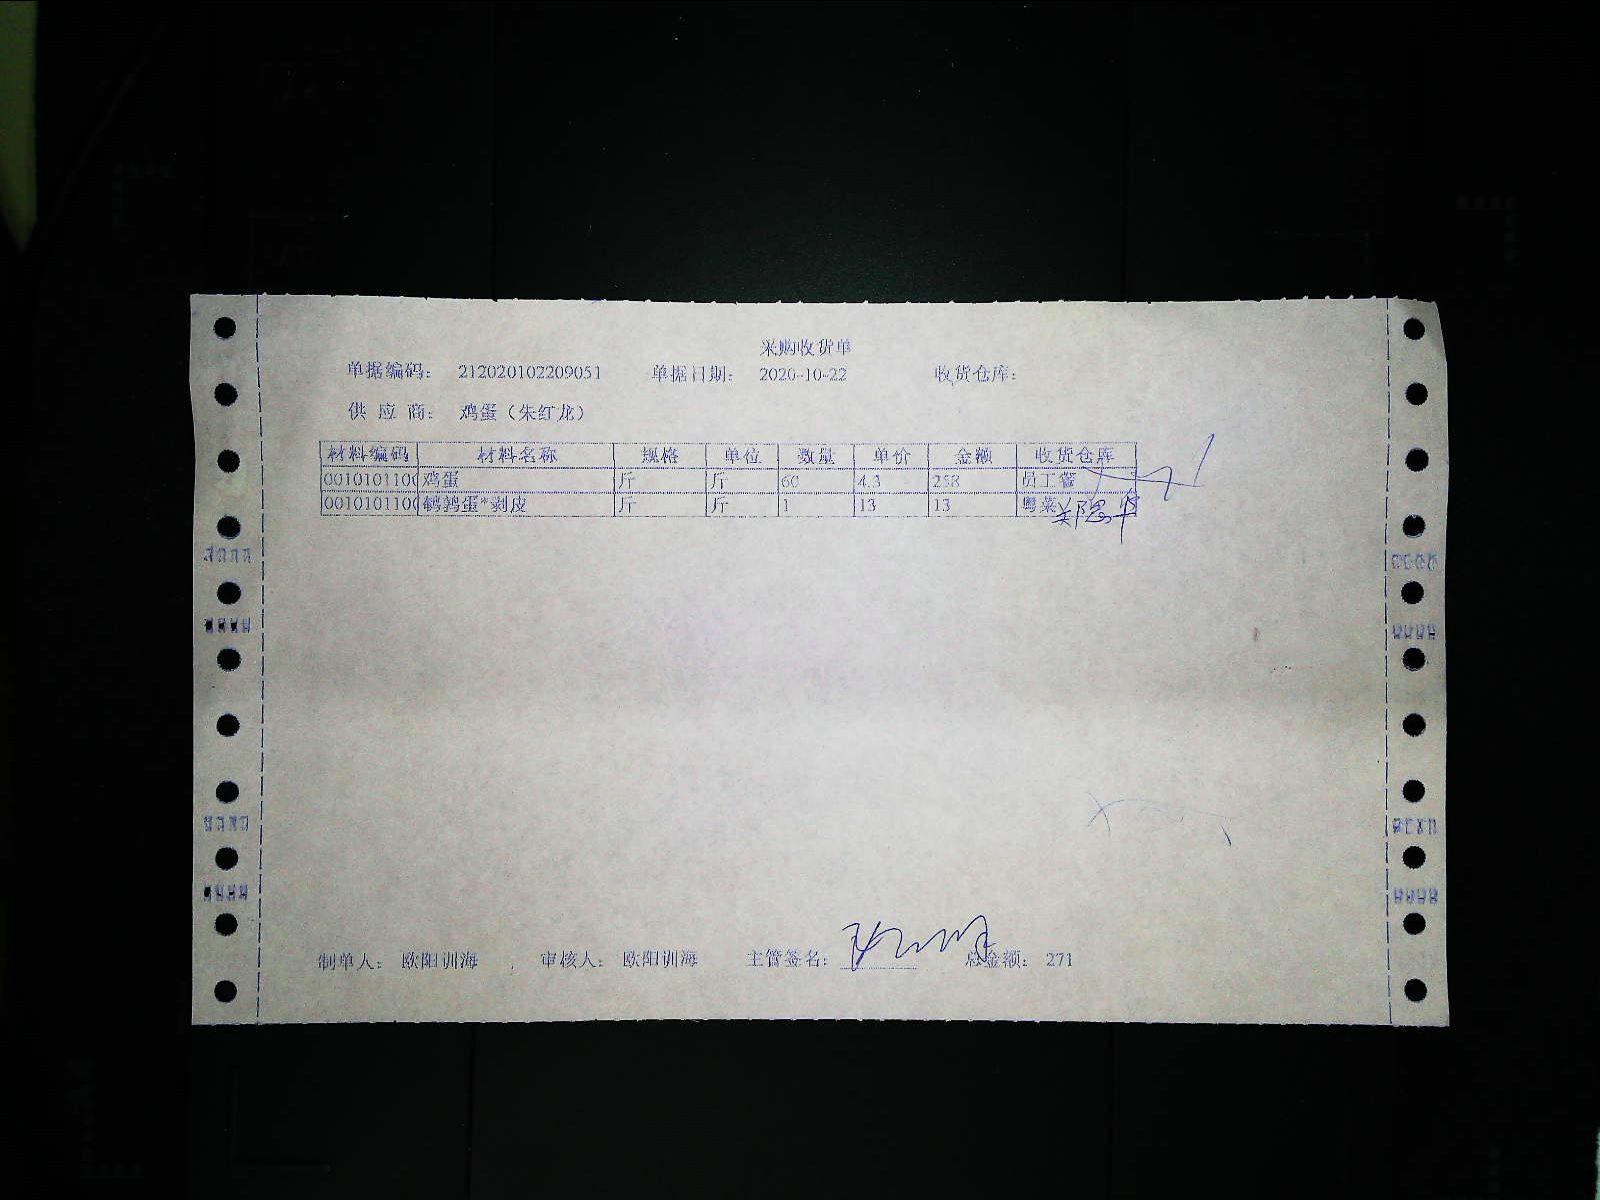 采购收货单
单据编码： 212020102209051 单据日期： 2020-10-22 收货仓库：
供 应 商： 鸡蛋（朱红龙）
材料编码 材料名称 规格 单位 数量 单价 金额 收货仓库
0010101100 鸡蛋 斤 斤 60 4.3 258 员工餐
0010101100 鹌鹑蛋*剥皮 斤 斤 1 13 13 粤菜
制单人： 欧阳训海 审核人： 欧阳训海 主管签名： 总金额： 271